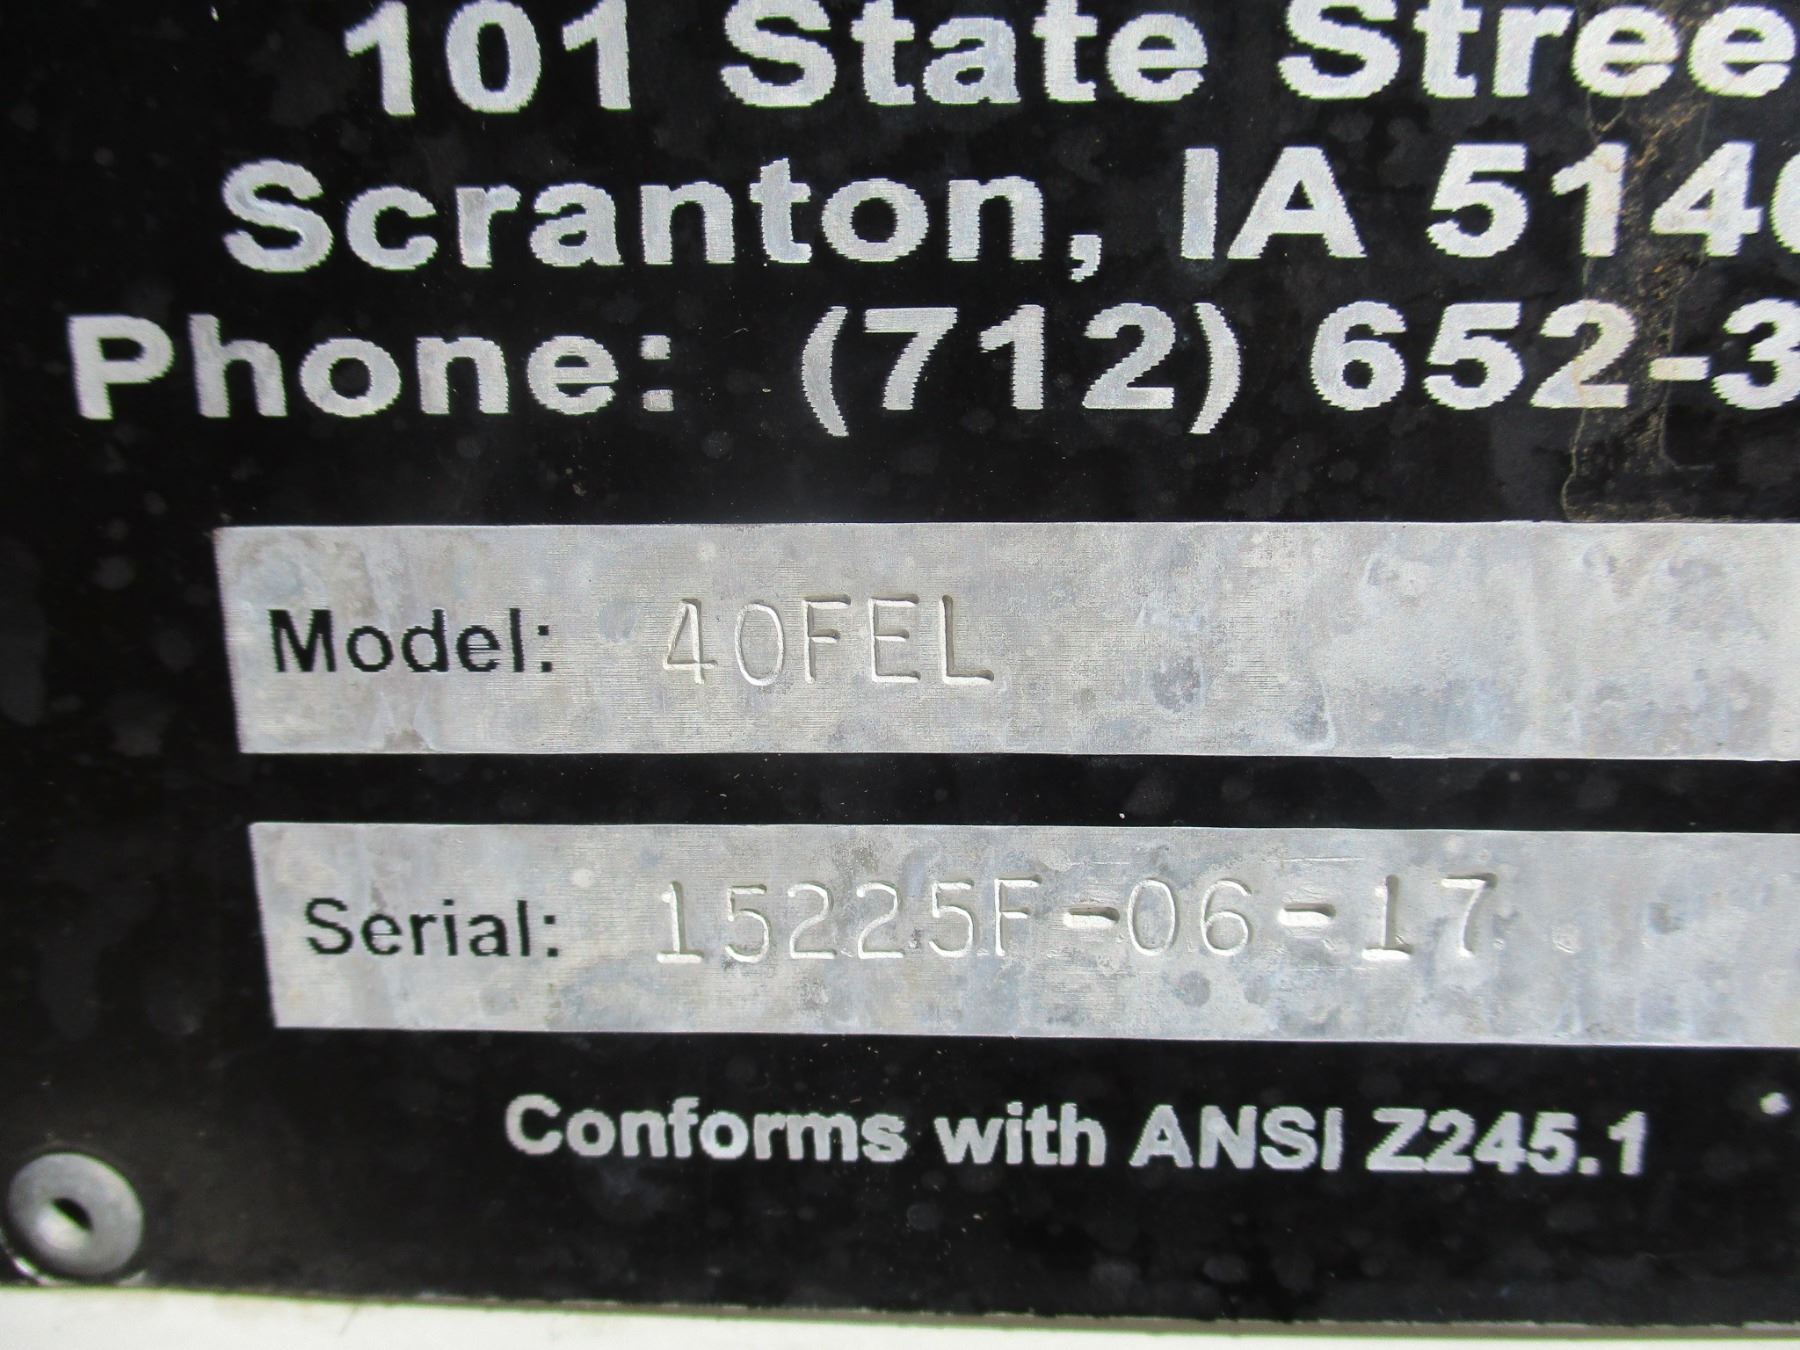 101 State Stree
Scranton, IA 514
Phone: (712) 652-3
Model: 40FEL
Serial: 15225F-06-17
Conforms with ANSI Z245.1